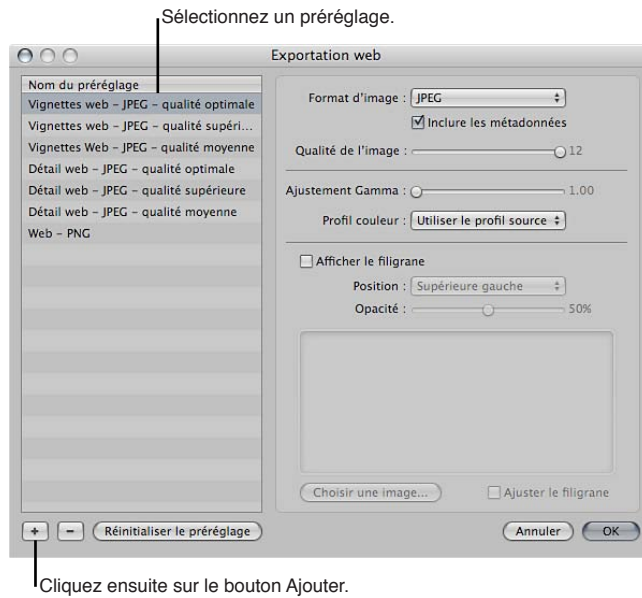 Sélectionnez un préréglage.
Exportation web
Nom du préréglage
Vignettes web – JPEG – qualité optimale
Vignettes web – JPEG – qualité supéri...
Vignettes Web – JPEG – qualité moyenne
Détail web – JPEG – qualité optimale
Détail web – JPEG – qualité supérieure
Détail web – JPEG – qualité moyenne
Web – PNG
Format d'image : JPEG
Inclure les métadonnées
Qualité de l'image : 12
Ajustement Gamma : 1.00
Profil couleur : Utiliser le profil source
Afficher le filigrane
Position : Supérieure gauche
Opacité : 50%
Choisir une image... Ajuster le filigrane
+ – Réinitialiser le préréglage Annuler OK
Cliquez ensuite sur le bouton Ajouter.